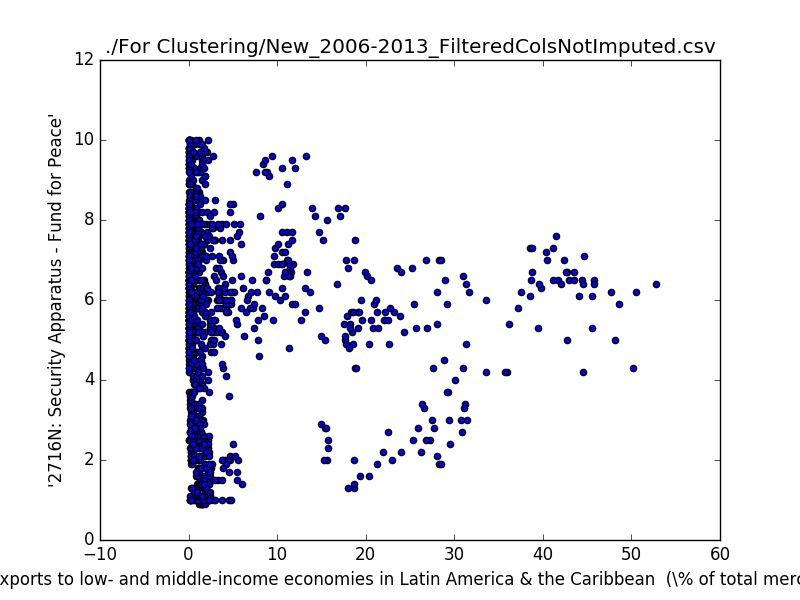 ./For Clustering/New_2006-2013_FilteredColsNotImputed.csv
'2716N: Security Apparatus - Fund for Peace'
12
10
8
6
4
2
0
−10 0 10 20 30 40 50 60
xports to low- and middle-income economies in Latin America & the Caribbean (\% of total merc